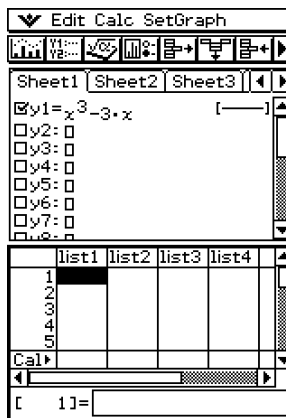 Edit Calc SetGraph
Sheet1 Sheet2 Sheet3
y1=x³-3·x [—]
y2:▯
y3:▯
y4:▯
y5:▯
y6:▯
y7:▯
list1 list2 list3 list4
1
2
3
4
5
Cal▶
[ 1]=